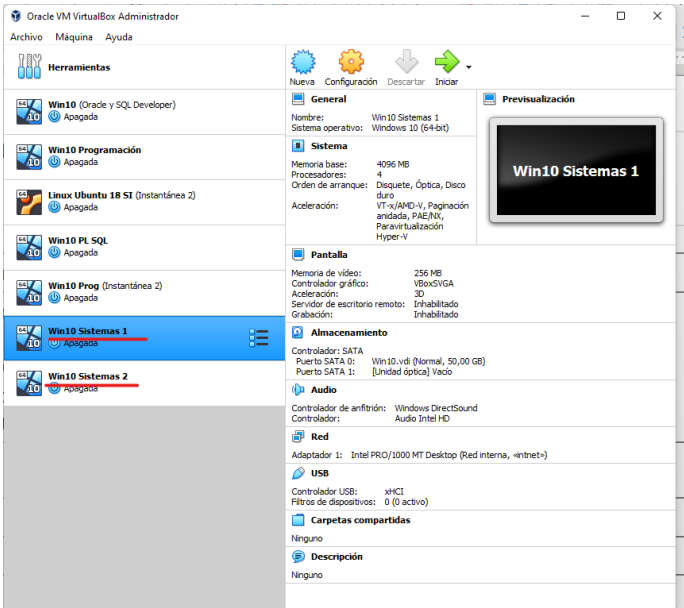 Oracle VM VirtualBox Administrador
Archivo Máquina Ayuda
Herramientas
Win10 (Oracle y SQL Developer)
Apagada
Win10 Programación
Apagada
Linux Ubuntu 18 SI (Instantánea 2)
Apagada
Win10 PL SQL
Apagada
Win10 Prog (Instantánea 2)
Apagada
Win10 Sistemas 1
Apagada
Win10 Sistemas 2
Apagada
Nueva Configuración Descartar Iniciar
General
Nombre: Win10 Sistemas 1
Sistema operativo: Windows 10 (64-bit)
Sistema
Memoria base: 4096 MB
Procesadores: 4
Orden de arranque: Disquete, Óptica, Disco
duro
Aceleración: VT-x/AMD-V, Paginación
anidada, PAE/NX,
Paravirtualización
Hyper-V
Previsualización
Win10 Sistemas 1
Pantalla
Memoria de vídeo: 256 MB
Controlador gráfico: VBoxSVGA
Aceleración: 3D
Servidor de escritorio remoto: Inhabilitado
Grabación: Inhabilitado
Almacenamiento
Controlador: SATA
Puerto SATA 0: Win10.vdi (Normal, 50,00 GB)
Puerto SATA 1: [Unidad óptica] Vacío
Audio
Controlador de anfitrión: Windows DirectSound
Controlador: Audio Intel HD
Red
Adaptador 1: Intel PRO/1000 MT Desktop (Red interna, «intnet»)
USB
Controlador USB: xHCI
Filtros de dispositivos: 0 (0 activo)
Carpetas compartidas
Ninguno
Descripción
Ninguno